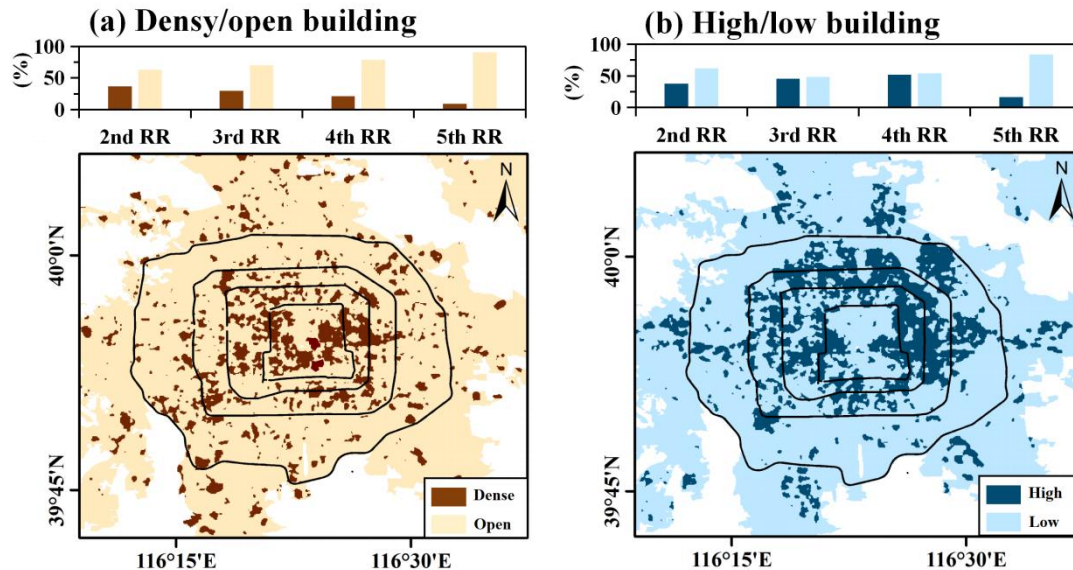 (a) Densy/open building
100
50
0
(%)
2nd RR 3rd RR 4th RR 5th RR
N
40°0'N
39°45'N
Dense
Open
116°15'E 116°30'E
(b) High/low building
100
50
0
(%)
2nd RR 3rd RR 4th RR 5th RR
N
40°0'N
39°45'N
High
Low
116°15'E 116°30'E